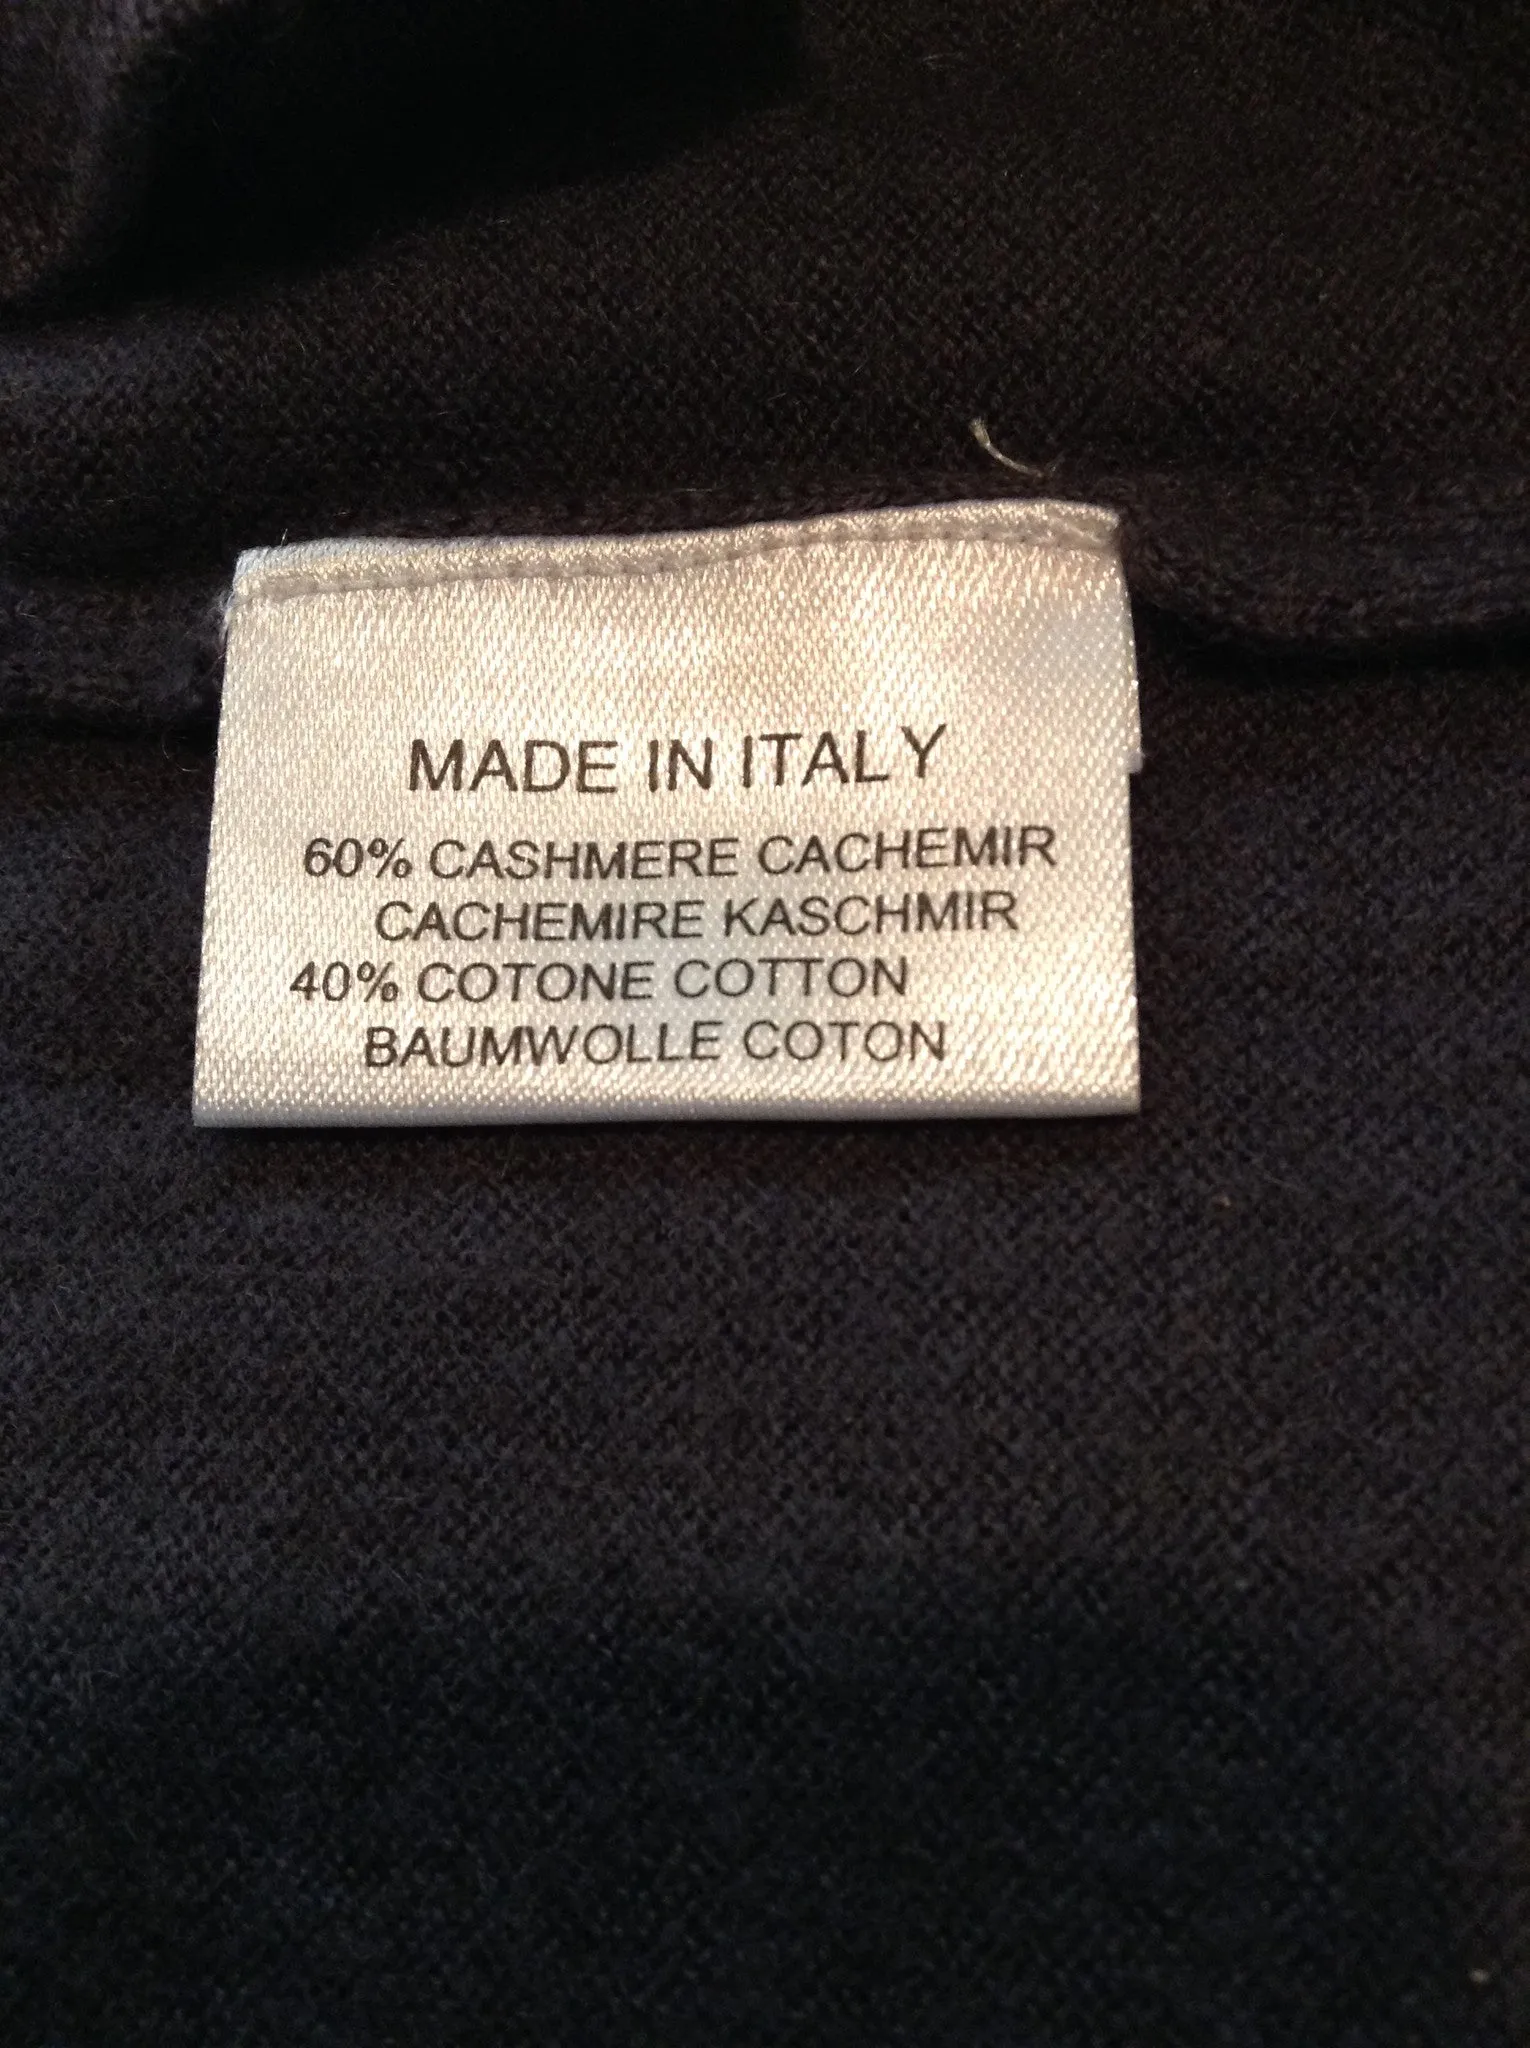 MADE IN ITALY
60% CASHMERE CACHEMIR
CACHEMIRE KASCHMIR
40% COTONE COTTON
BAUMWOLLE COTON